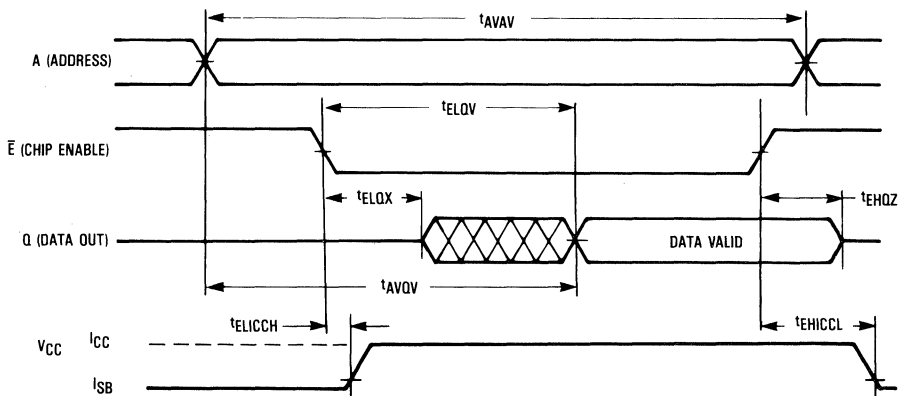 tAVAV
A (ADDRESS)
tELQV
E̅ (CHIP ENABLE)
tELQX
tEHQZ
Q (DATA OUT)
DATA VALID
tAVQV
tELICCH
tEHICCL
VCC
ICC
ISB